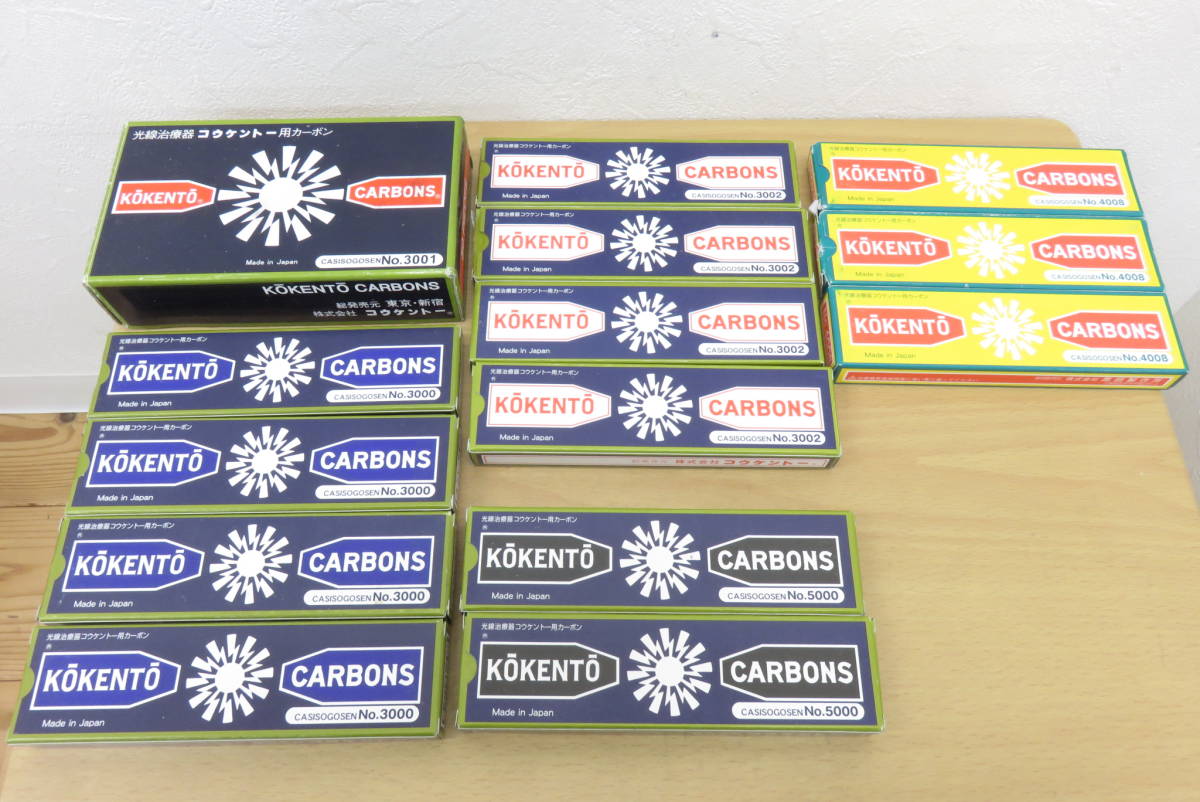 光線治療器 コウケントー用カーボン
KŌKENTŌ® CARBONS®
Made in Japan CASISOGOSEN No.3001
KŌKENTŌ CARBONS
総発売元 東京・新宿
株式会社 コウケントー®
光線治療器コウケントー用カーボン
KŌKENTŌ CARBONS
Made in Japan CASISOGOSEN No.3000
光線治療器コウケントー用カーボン
KŌKENTŌ CARBONS
Made in Japan CASISOGOSEN No.3000
光線治療器コウケントー用カーボン
KŌKENTŌ CARBONS
Made in Japan CASISOGOSEN No.3000
光線治療器コウケントー用カーボン
KŌKENTŌ CARBONS
Made in Japan CASISOGOSEN No.3000
光線治療器コウケントー用カーボン
KŌKENTŌ CARBONS
Made in Japan CASISOGOSEN No.3002
光線治療器コウケントー用カーボン
KŌKENTŌ CARBONS
Made in Japan CASISOGOSEN No.3002
光線治療器コウケントー用カーボン
KŌKENTŌ CARBONS
Made in Japan CASISOGOSEN No.3002
光線治療器コウケントー用カーボン
KŌKENTŌ CARBONS
Made in Japan CASISOGOSEN No.3002
株式会社 コウケントー
光線治療器コウケントー用カーボン
KŌKENTŌ CARBONS
Made in Japan CASISOGOSEN No.5000
光線治療器コウケントー用カーボン
KŌKENTŌ CARBONS
Made in Japan CASISOGOSEN No.5000
光線治療器コウケントー用カーボン
KŌKENTŌ CARBONS
Made in Japan CASISOGOSEN No.4008
光線治療器コウケントー用カーボン
KŌKENTŌ CARBONS
Made in Japan CASISOGOSEN No.4008
光線治療器コウケントー用カーボン
KŌKENTŌ CARBONS
Made in Japan CASISOGOSEN No.4008